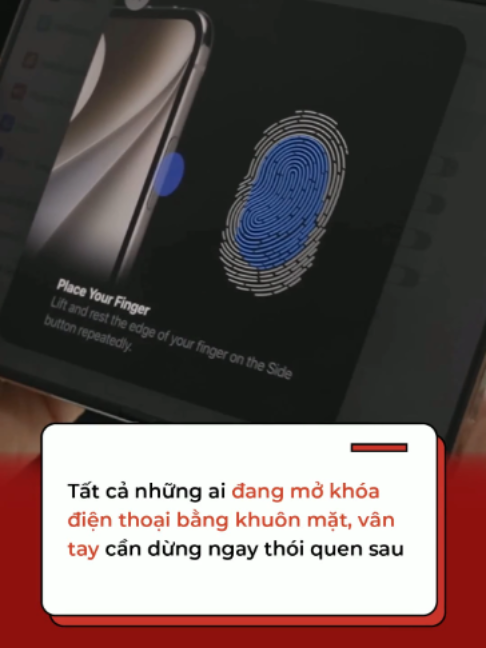 Place Your Finger
Lift and rest the edge of your finger on the Side
button repeatedly.
Tất cả những ai đang mở khóa
điện thoại bằng khuôn mặt, vân
tay cần dừng ngay thói quen sau